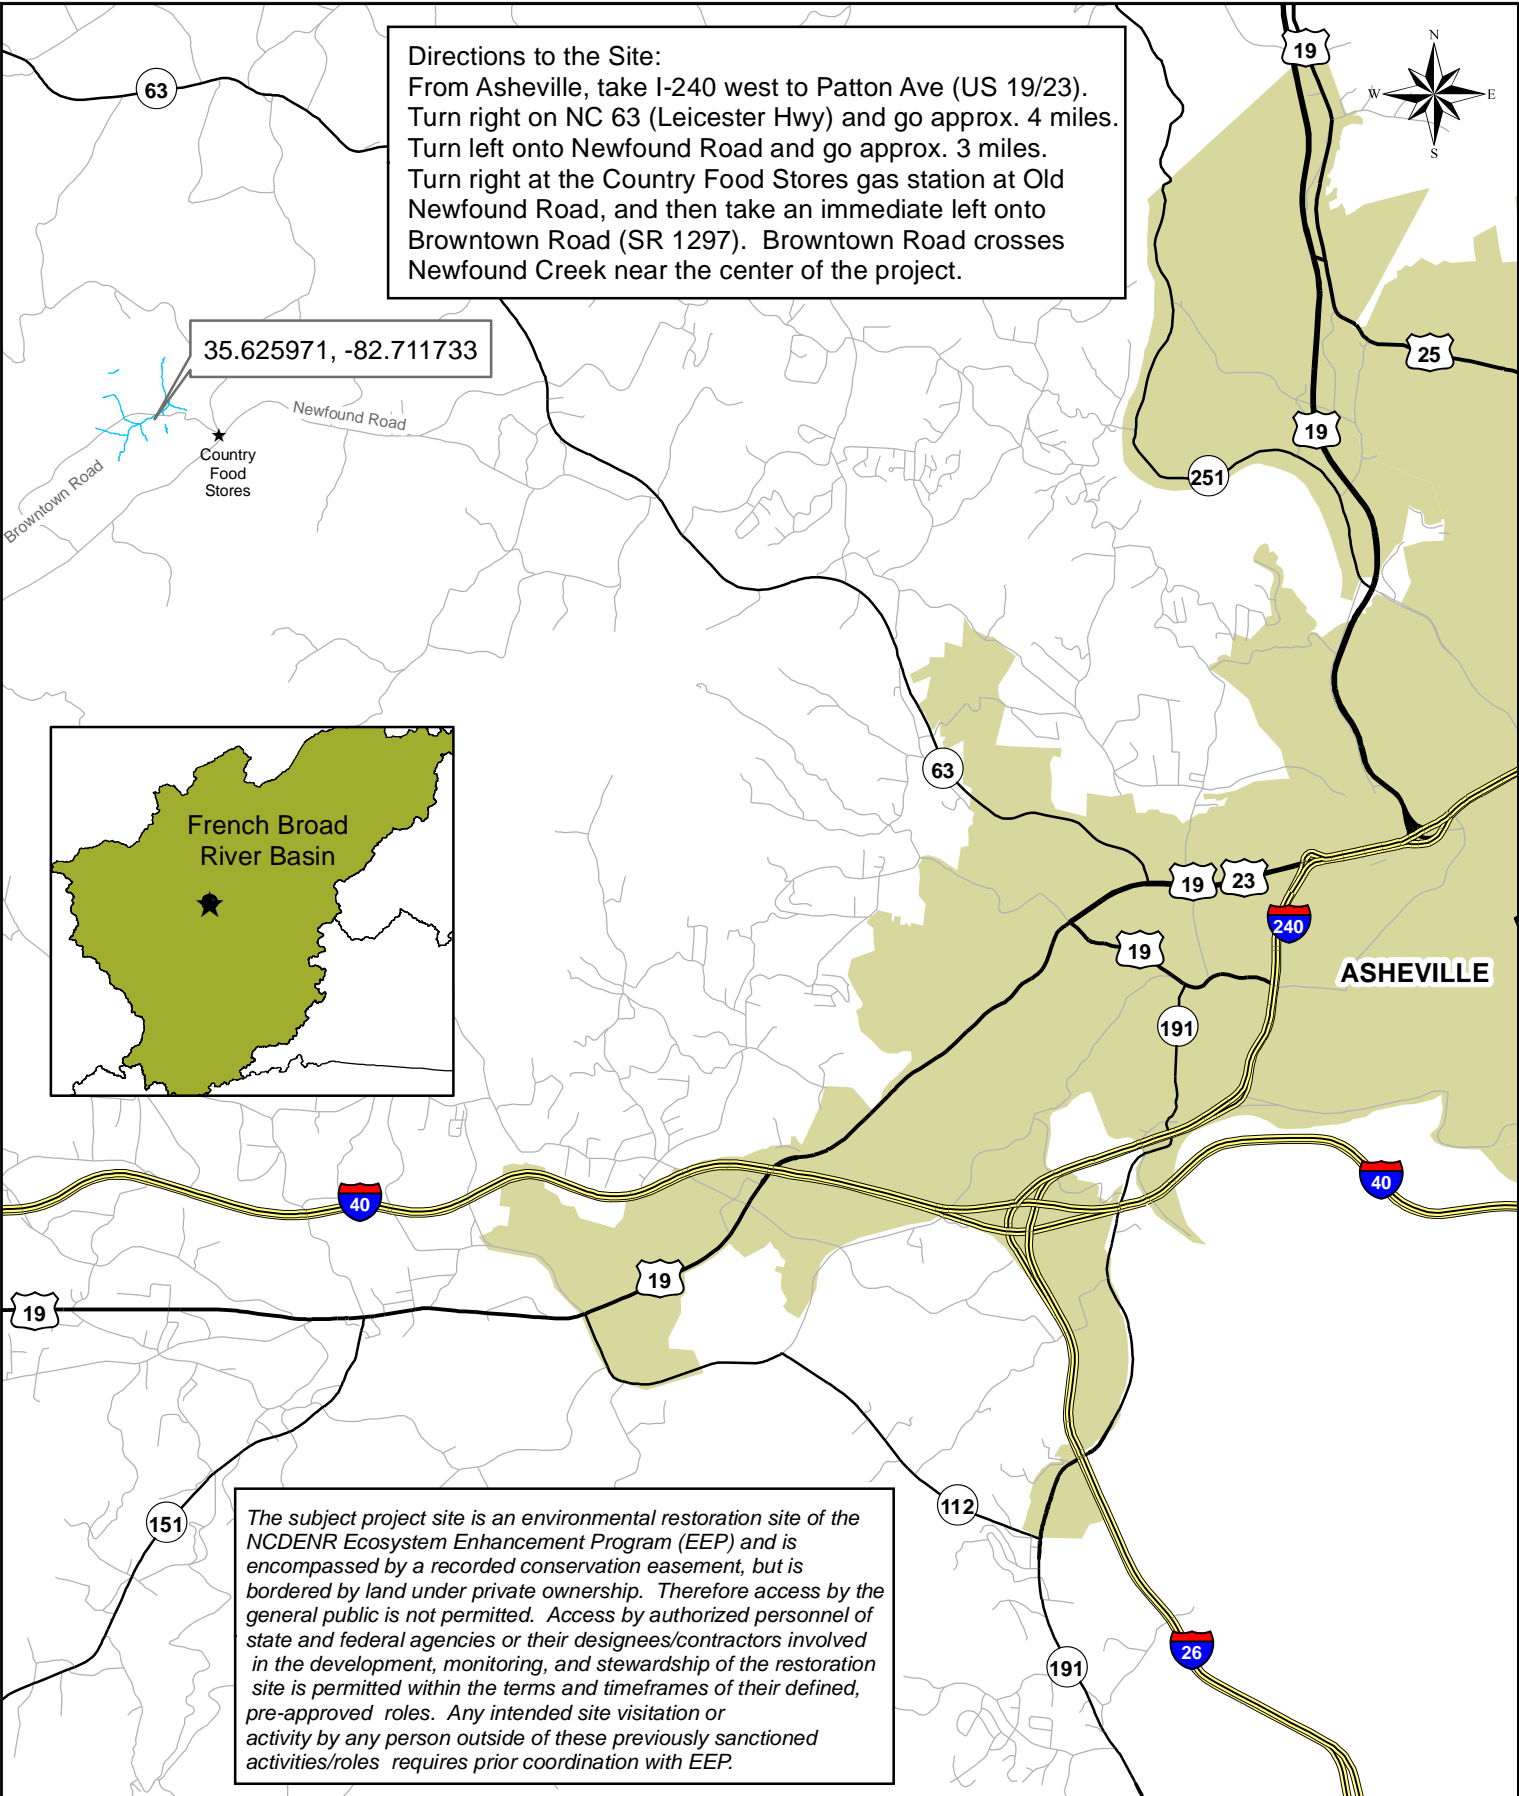 Directions to the Site:
From Asheville, take I-240 west to Patton Ave (US 19/23).
Turn right on NC 63 (Leicester Hwy) and go approx. 4 miles.
Turn left onto Newfound Road and go approx. 3 miles.
Turn right at the Country Food Stores gas station at Old
Newfound Road, and then take an immediate left onto
Browntown Road (SR 1297).  Browntown Road crosses
Newfound Creek near the center of the project.
63
19
N
W
E
S
35.625971, -82.711733
25
Newfound Road
19
Country
Food
Stores
251
Browntown Road
63
French Broad
River Basin
19
23
240
19
ASHEVILLE
191
40
40
19
19
112
151
The subject project site is an environmental restoration site of the
NCDENR Ecosystem Enhancement Program (EEP) and is
encompassed by a recorded conservation easement, but is
bordered by land under private ownership.  Therefore access by the
general public is not permitted.  Access by authorized personnel of
state and federal agencies or their designees/contractors involved
in the development, monitoring, and stewardship of the restoration
site is permitted within the terms and timeframes of their defined,
pre-approved  roles.  Any intended site visitation or
activity by any person outside of these previously sanctioned
activities/roles  requires prior coordination with EEP.
26
191